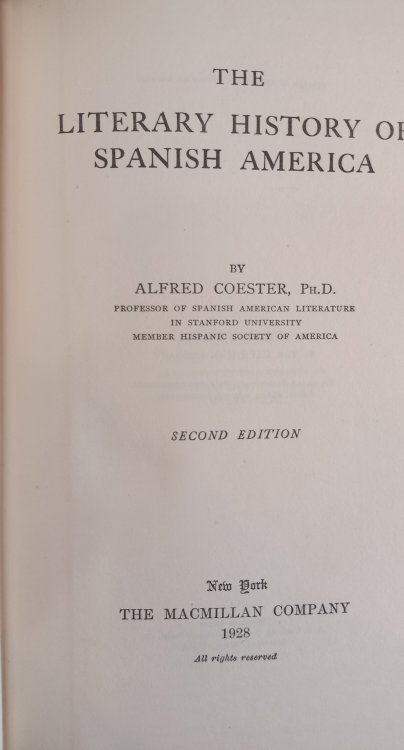 THE
LITERARY HISTORY OF
SPANISH AMERICA
BY
ALFRED COESTER, Ph.D.
PROFESSOR OF SPANISH AMERICAN LITERATURE
IN STANFORD UNIVERSITY
MEMBER HISPANIC SOCIETY OF AMERICA
SECOND EDITION
New York
THE MACMILLAN COMPANY
1928
All rights reserved